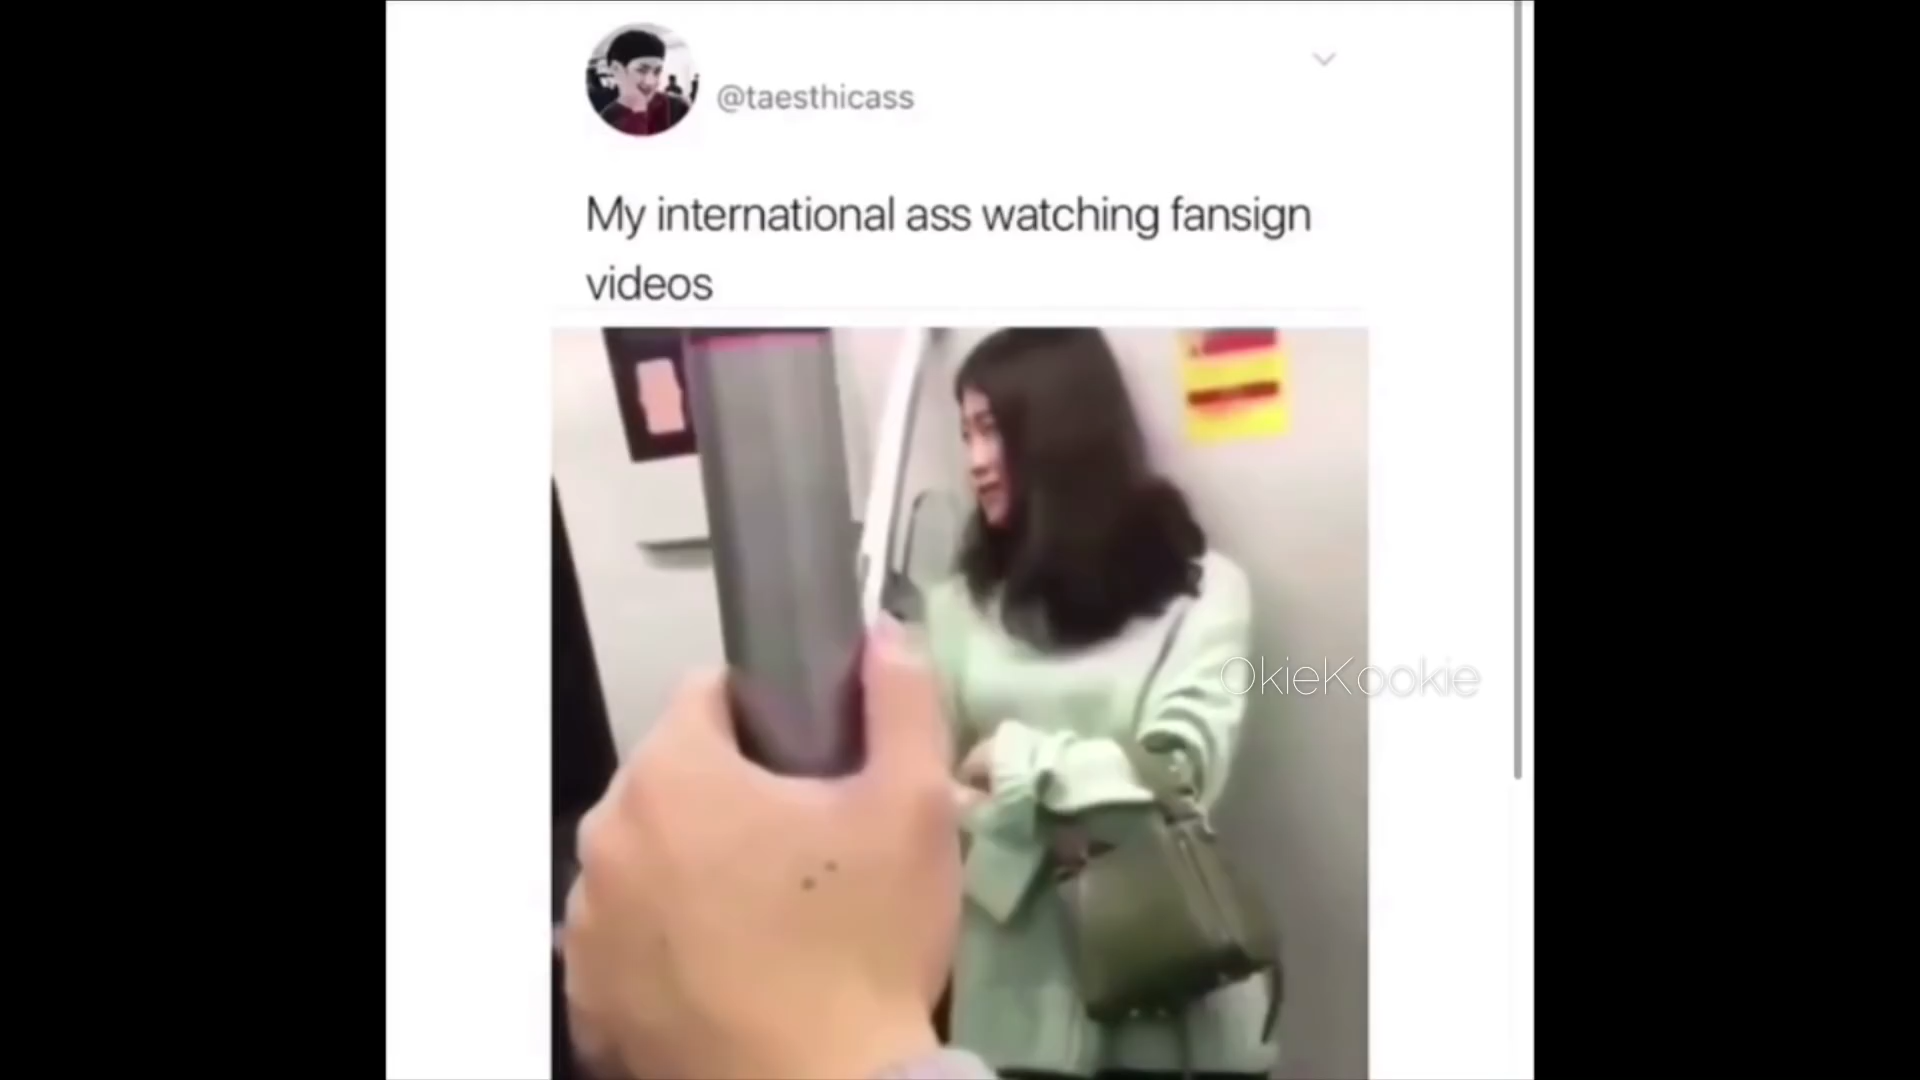 @taesthicass
My international ass watching fansign
videos
OkieKookie